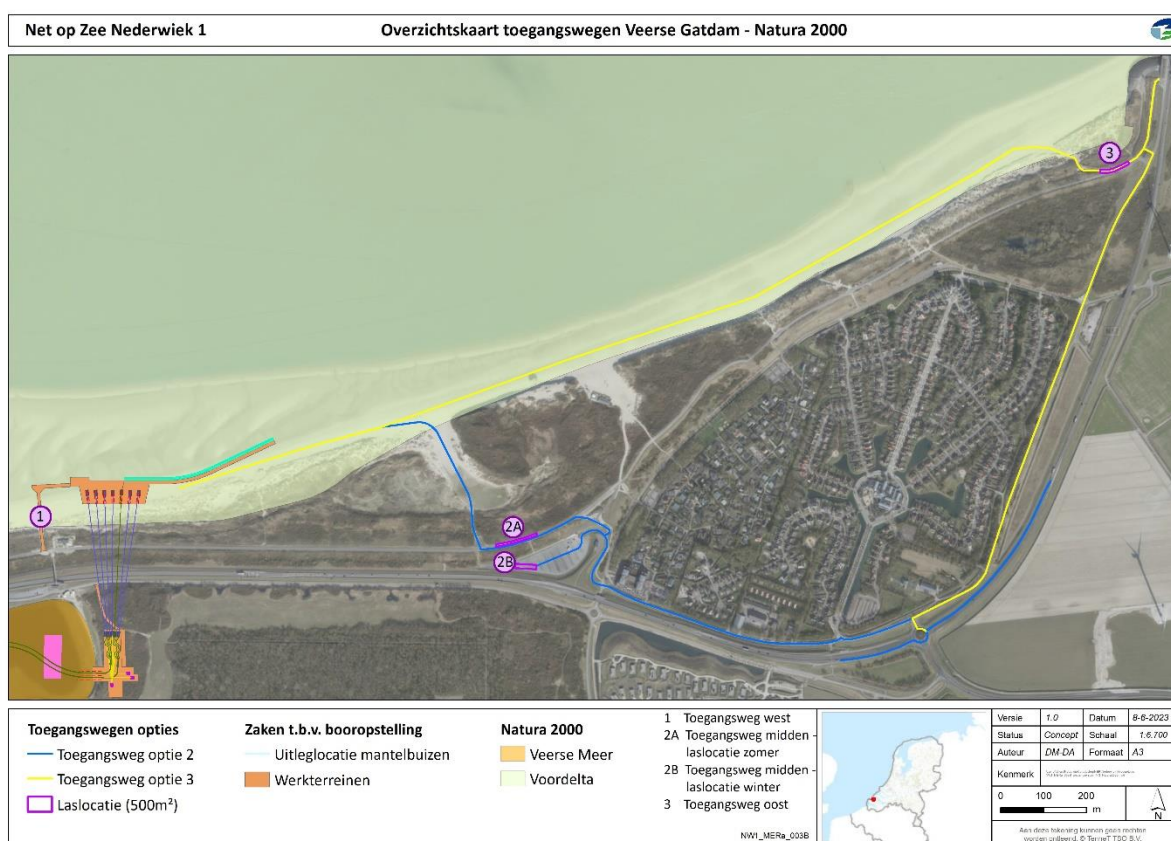 Net op Zee Nederwiek 1
Overzichtskaart toegangswegen Veerse Gatdam - Natura 2000
3
1
2A
2B
Toegangswegen opties
Toegangsweg optie 2
Toegangsweg optie 3
Laslocatie (500m²)
Zaken t.b.v. booropstelling
Uitleglocatie mantelbuizen
Werkterreinen
Natura 2000
Veerse Meer
Voordelta
1 Toegangsweg west
2A Toegangsweg midden -
laslocatie zomer
2B Toegangsweg midden -
laslocatie winter
3 Toegangsweg oost
NW1_MERa_003B
Versie 1.0 Datum 8-6-2023
Status Concept Schaal 1:6.700
Auteur DM-DA Formaat A3
Kenmerk
0 100 200
m
N
Aan deze tekening kunnen geen rechten
worden ontleend. © TenneT TSO B.V.